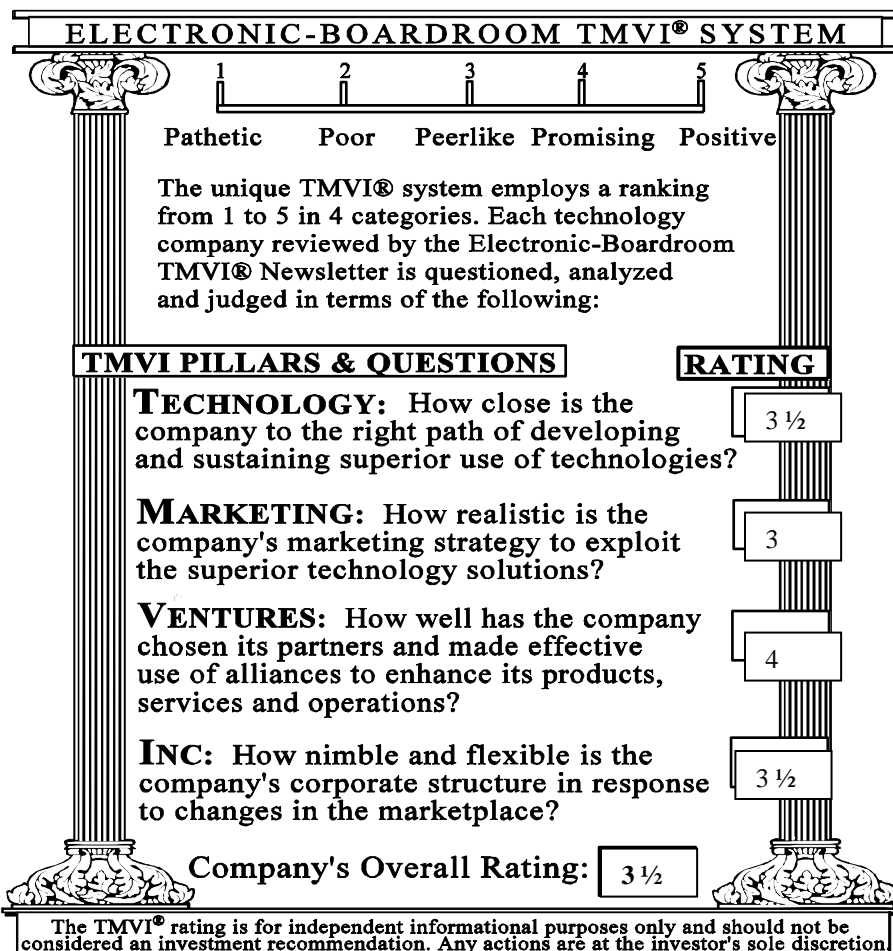 ELECTRONIC-BOARDROOM TMVI® SYSTEM
1 2 3 4 5
Pathetic Poor Peerlike Promising Positive
The unique TMVI® system employs a ranking
from 1 to 5 in 4 categories. Each technology
company reviewed by the Electronic-Boardroom
TMVI® Newsletter is questioned, analyzed
and judged in terms of the following:
TMVI PILLARS & QUESTIONS RATING
TECHNOLOGY: How close is the
company to the right path of developing
and sustaining superior use of technologies?
3 ½
MARKETING: How realistic is the
company's marketing strategy to exploit
the superior technology solutions?
3
VENTURES: How well has the company
chosen its partners and made effective
use of alliances to enhance its products,
services and operations?
4
INC: How nimble and flexible is the
company's corporate structure in response
to changes in the marketplace?
3 ½
Company's Overall Rating: 3 ½
The TMVI® rating is for independent informational purposes only and should not be
considered an investment recommendation. Any actions are at the investor's sole discretion